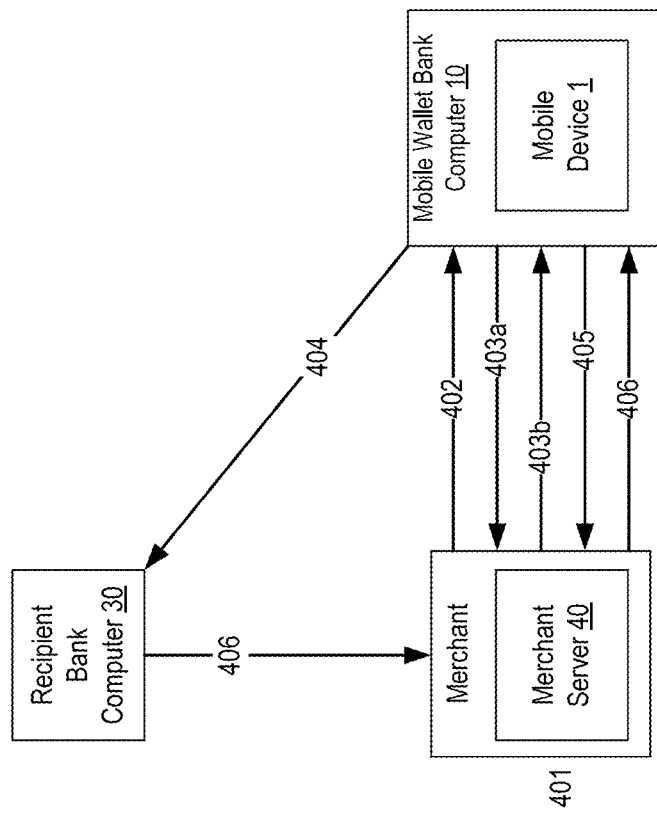 Recipient
Bank
Computer 30
406
404
Merchant
Merchant
Server 40
401
402
403a
403b
405
406
Mobile Wallet Bank
Computer 10
Mobile
Device 1